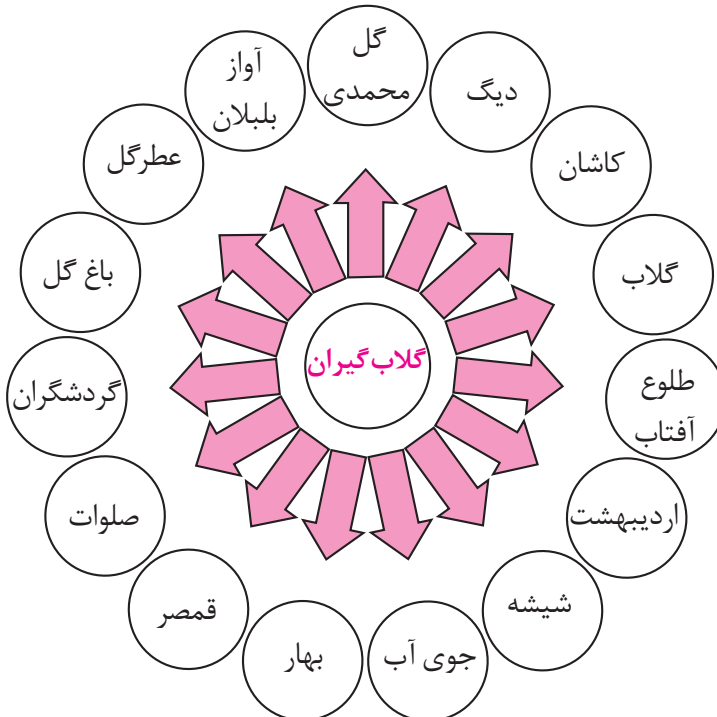 گلاب‌گیران
گل
محمدی
دیگ
کاشان
گلاب
طلوع
آفتاب
اردیبهشت
شیشه
جوی آب
بهار
قمصر
صلوات
گردشگران
باغ گل
عطرگل
آواز
بلبلان